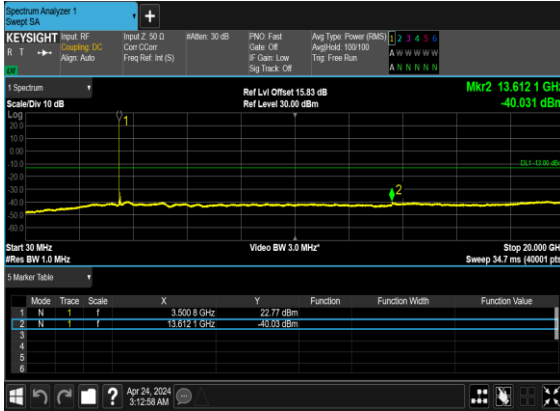 Spectrum Analyzer 1
Swept SA
+
KEYSIGHT Input: RF Input Z: 50 Ω #Atten: 30 dB PNO: Fast Avg Type: Power (RMS) 1 2 3 4 5 6
R T Coupling: DC Corr CCorr Gate: Off Avg|Hold: 100/100 A W W W W W
Align: Auto Freq Ref: Int (S) IF Gain: Low Trig: Free Run
Sig Track: Off A N N N N N
1 Spectrum Ref Lvl Offset 15.83 dB Mkr2 13.612 1 GHz
Scale/Div 10 dB Ref Level 30.00 dBm -40.031 dBm
Log
20.0
10.0
0.00
-10.0
-20.0
-30.0
-40.0
-50.0
-60.0
1
DL1 -13.00 dBm
2
Start 30 MHz Video BW 3.0 MHz* Stop 20.000 GHz
#Res BW 1.0 MHz Sweep 34.7 ms (40001 pts)
5 Marker Table
Mode Trace Scale X Y Function Function Width Function Value
1 N 1 f 3.500 8 GHz 22.77 dBm
2 N 1 f 13.612 1 GHz -40.03 dBm
3
4
5
6
? Apr 24, 2024
3:12:58 AM